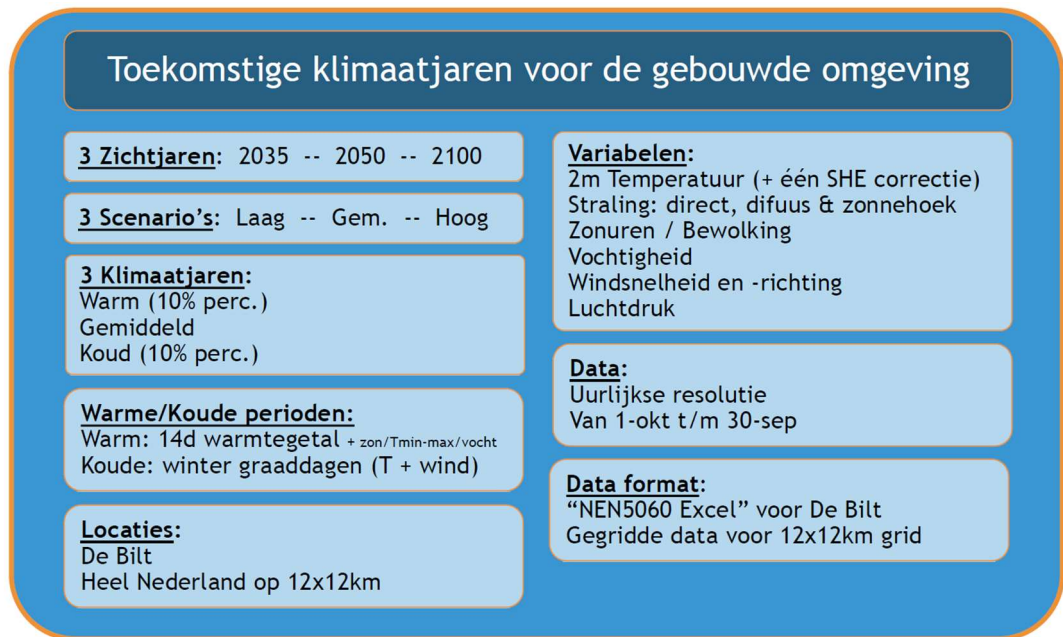 Toekomstige klimaatjaren voor de gebouwde omgeving
3 Zichtjaren: 2035 -- 2050 -- 2100
3 Scenario's: Laag -- Gem. -- Hoog
3 Klimaatjaren:
Warm (10% perc.)
Gemiddeld
Koud (10% perc.)
Warme/Koude perioden:
Warm: 14d warmtegetal + zon/Tmin-max/vocht
Koude: winter graaddagen (T + wind)
Locaties:
De Bilt
Heel Nederland op 12x12km
Variabelen:
2m Temperatuur (+ één SHE correctie)
Straling: direct, difuus & zonnehoek
Zonuren / Bewolking
Vochtigheid
Windsnelheid en -richting
Luchtdruk
Data:
Uurlijkse resolutie
Van 1-okt t/m 30-sep
Data format:
“NEN5060 Excel” voor De Bilt
Gegridde data voor 12x12km grid